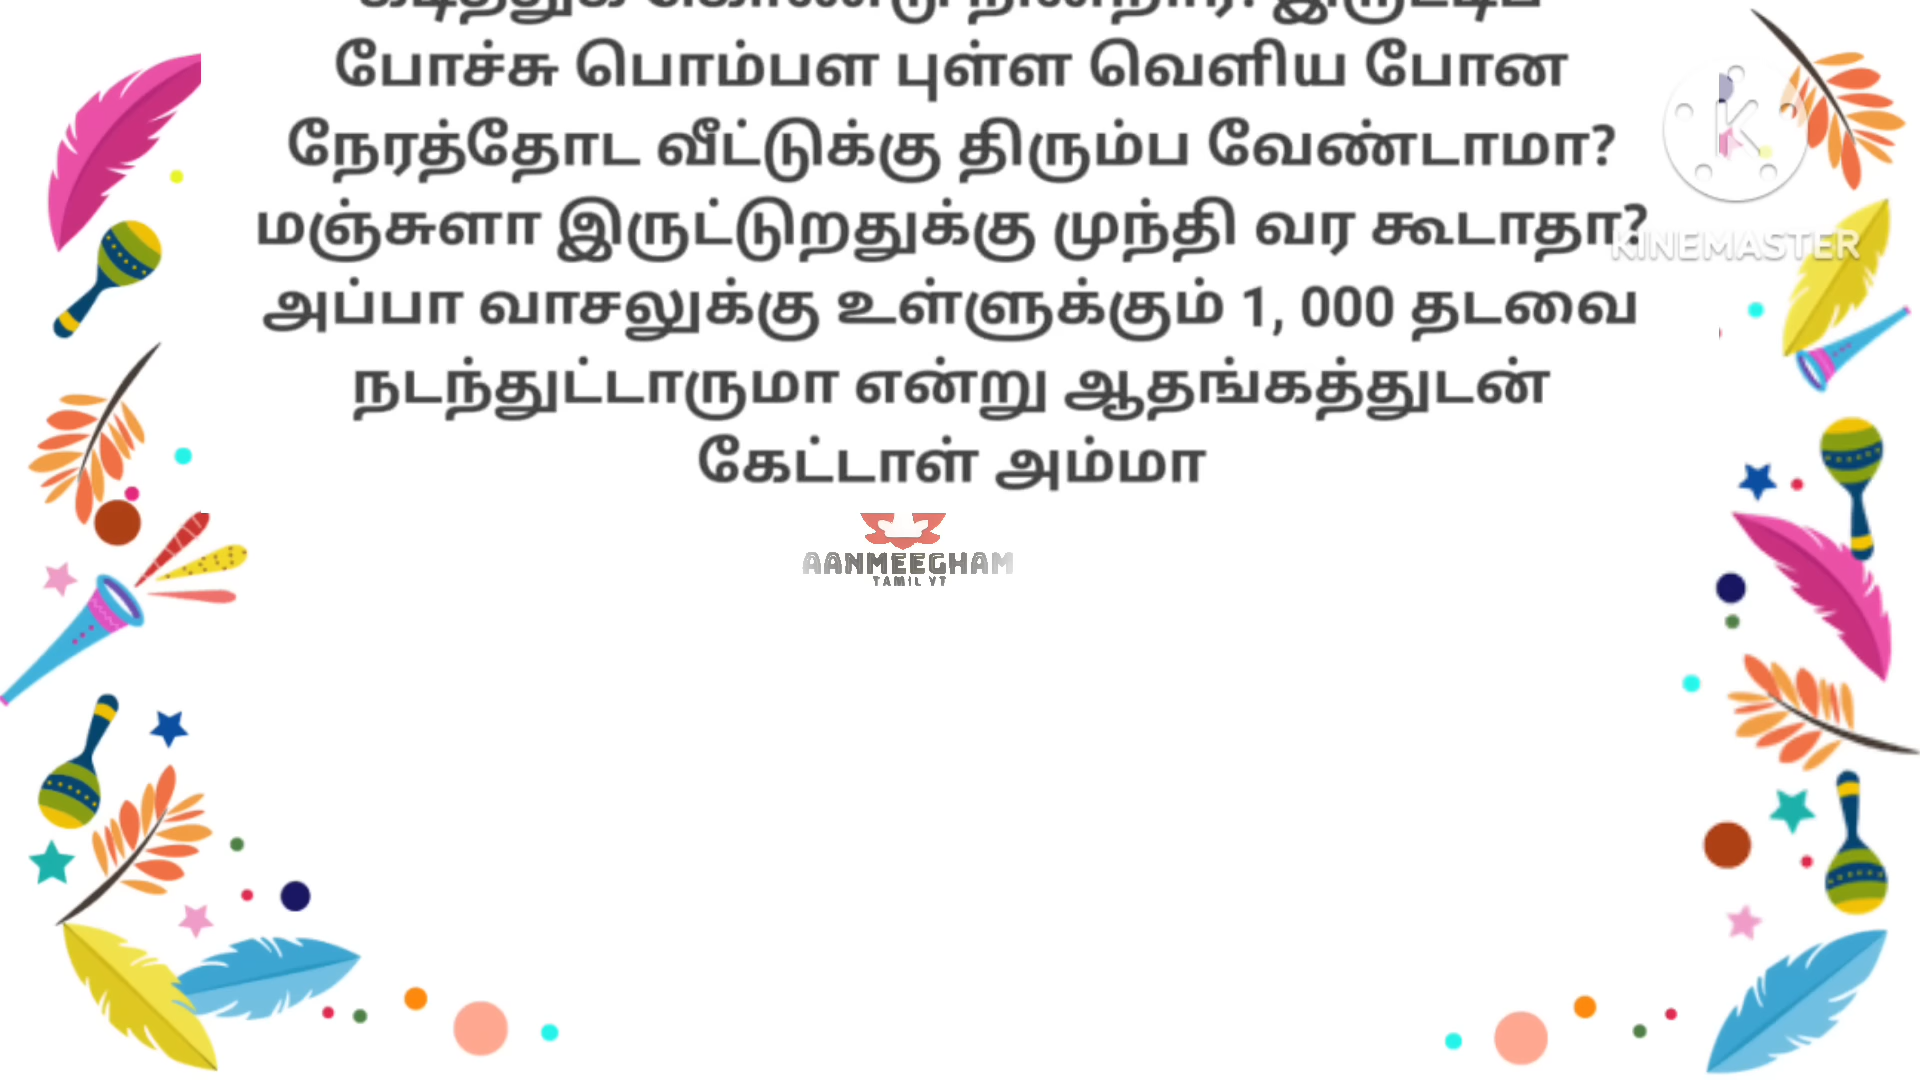 போச்சு பொம்பள புள்ள வெளிய போன
நேரத்தோட வீட்டுக்கு திரும்ப வேண்டாமா?
மஞ்சுளா இருட்டுறதுக்கு முந்தி வர கூடாதா?
அப்பா வாசலுக்கு உள்ளுக்கும் 1, 000 தடவை
நடந்துட்டாருமா என்று ஆதங்கத்துடன்
கேட்டாள் அம்மா
K
KINEMASTER
AANMEEGHAM
TAMIL YT